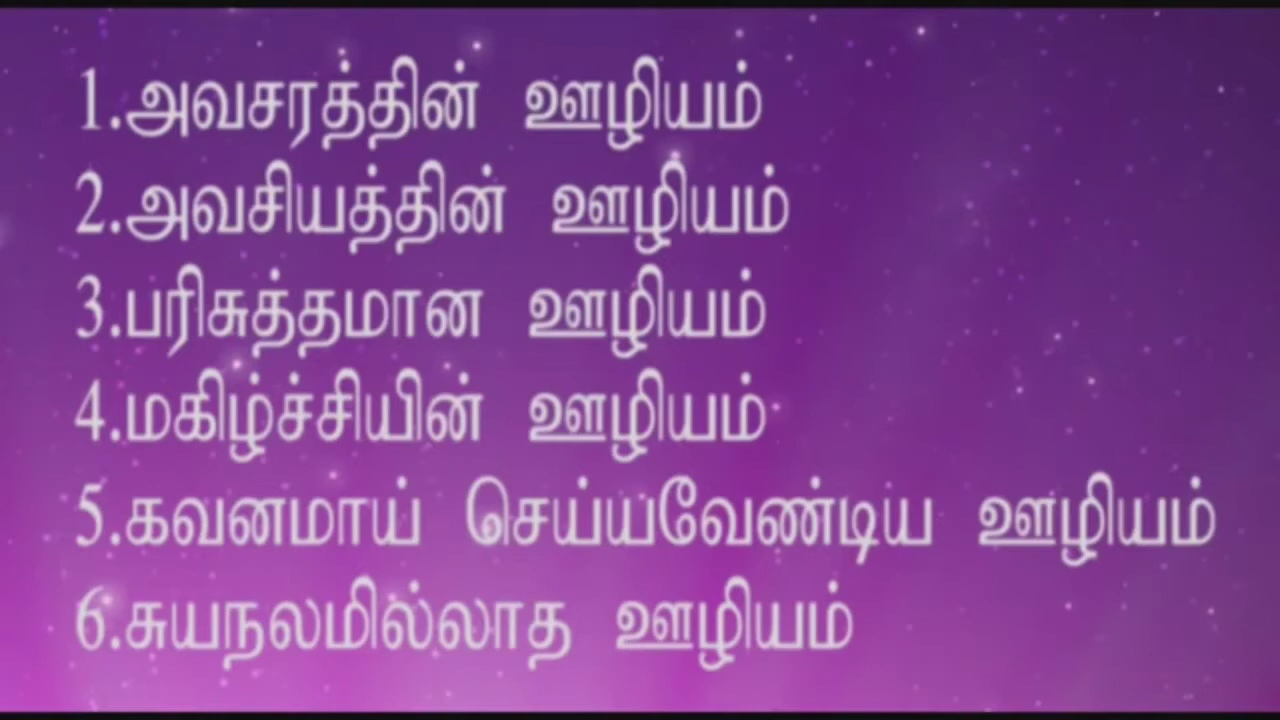 1.அவசரத்தின் ஊழியம்
2.அவசியத்தின் ஊழியம்
3.பரிசுத்தமான ஊழியம்
4.மகிழ்ச்சியின் ஊழியம்
5.கவனமாய் செய்யவேண்டிய ஊழியம்
6.சுயநலமில்லாத ஊழியம்